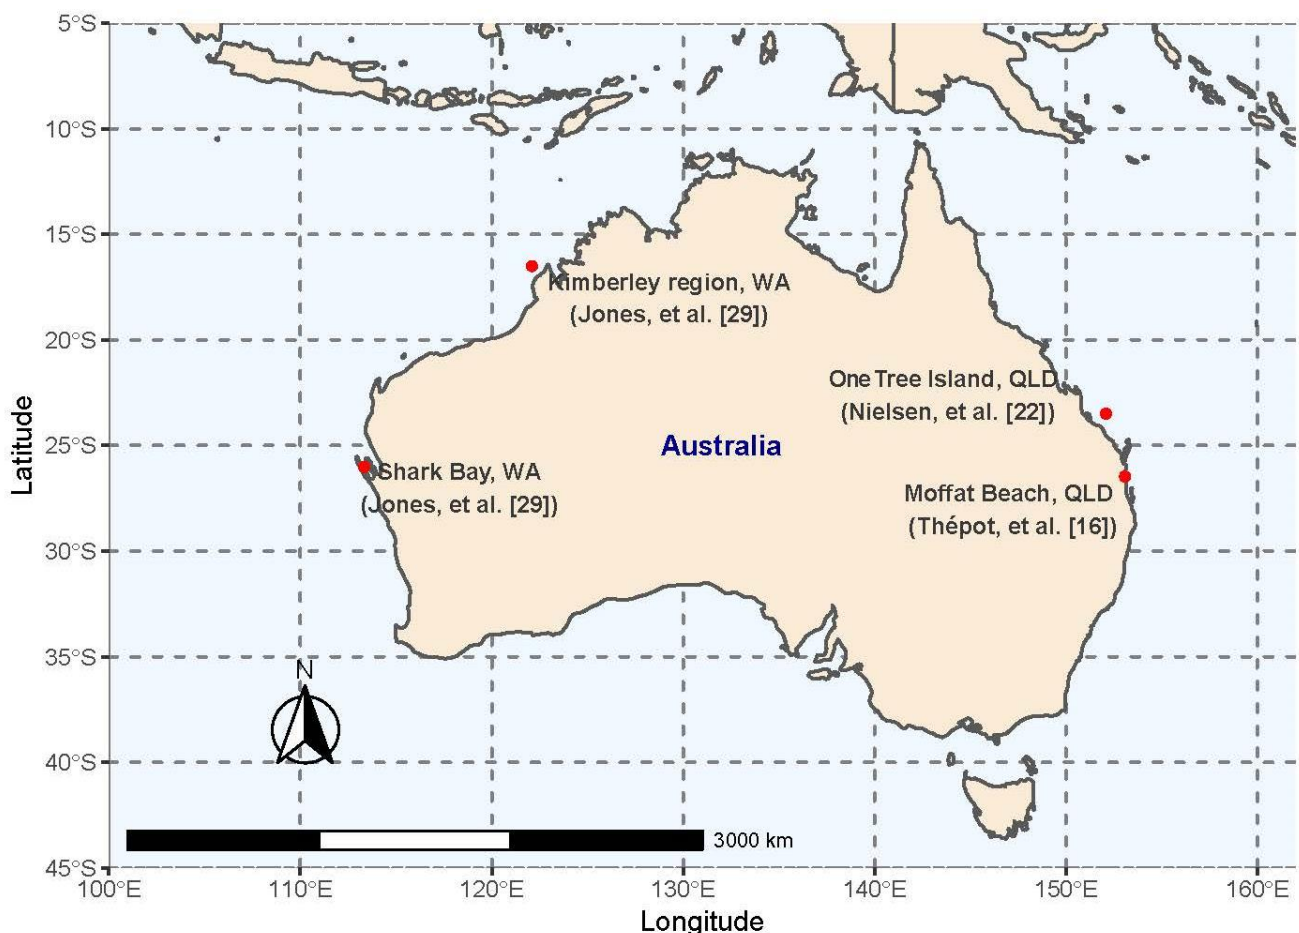 5°S
10°S
15°S
Kimberley region, WA
(Jones, et al. [29])
20°S
One Tree Island, QLD
(Nielsen, et al. [22])
Latitude
25°S
Australia
Shark Bay, WA
(Jones, et al. [29])
Moffat Beach, QLD
(Thépot, et al. [16])
30°S
35°S
N
40°S
3000 km
45°S
100°E 110°E 120°E 130°E 140°E 150°E 160°E
Longitude